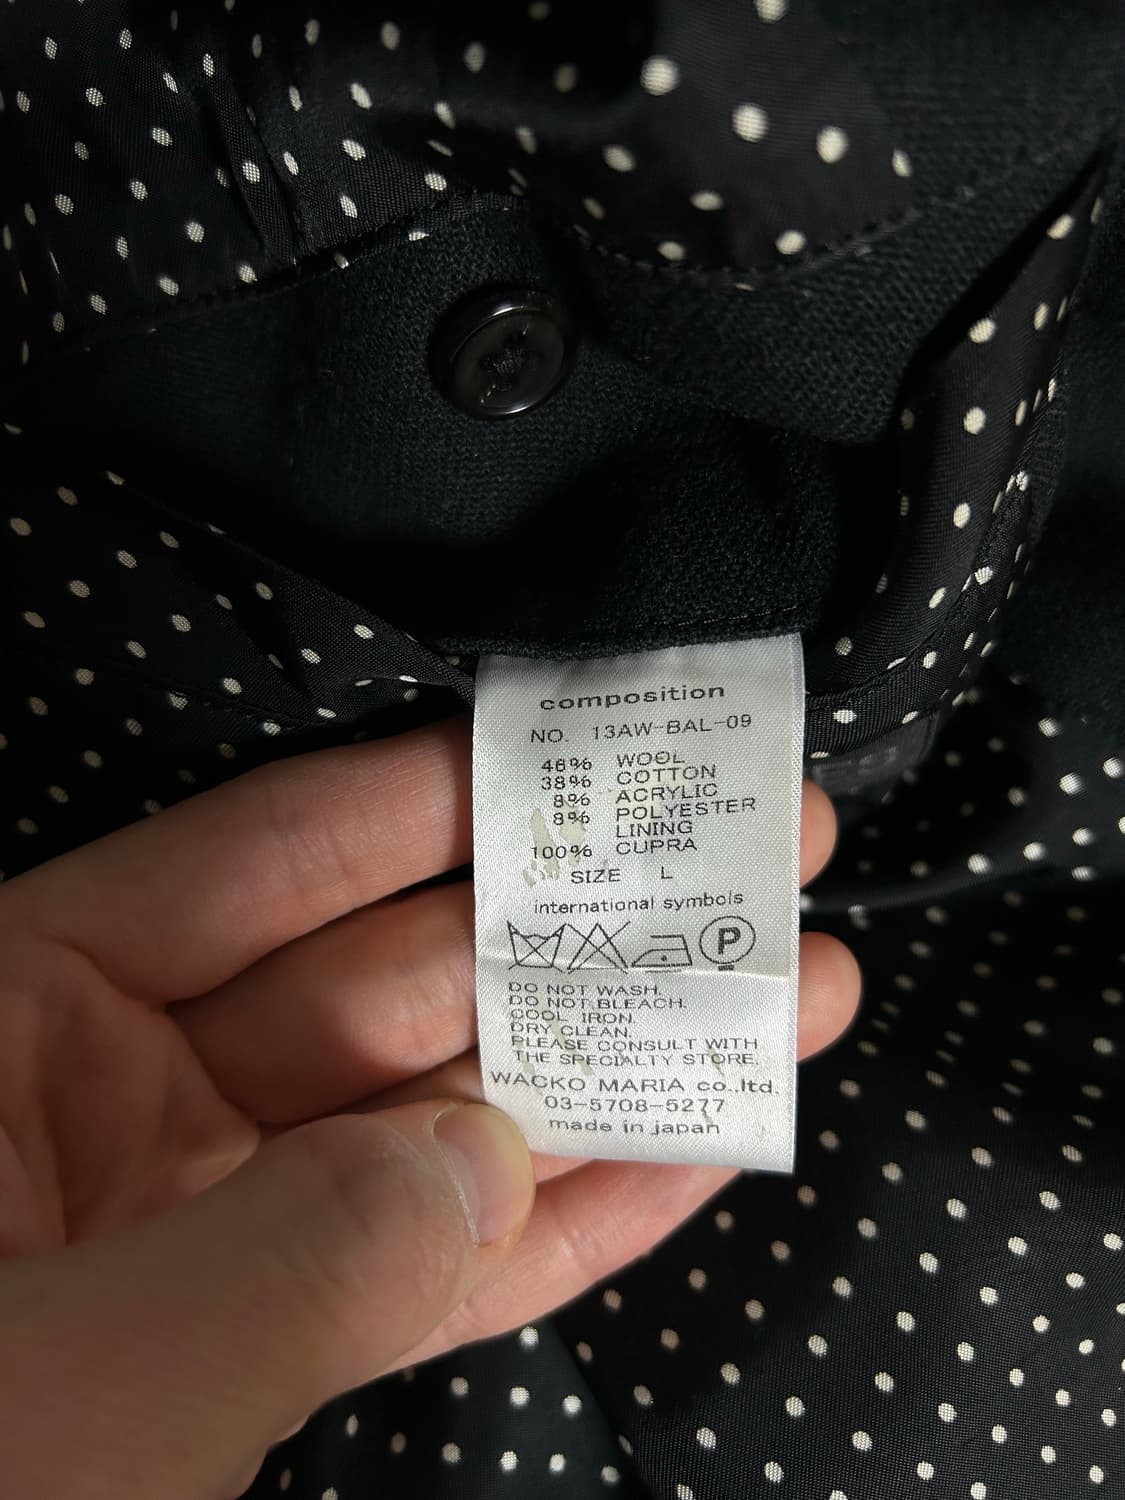 composition
NO. 13AW-BAL-09
46% WOOL
38% COTTON
8% ACRYLIC
8% POLYESTER
LINING
100% CUPRA
SIZE L
international symbols
P
DO NOT WASH.
DO NOT BLEACH.
COOL IRON.
DRY CLEAN.
PLEASE CONSULT WITH
THE SPECIALTY STORE.
WACKO MARIA co.,ltd.
03-5708-5277
made in japan